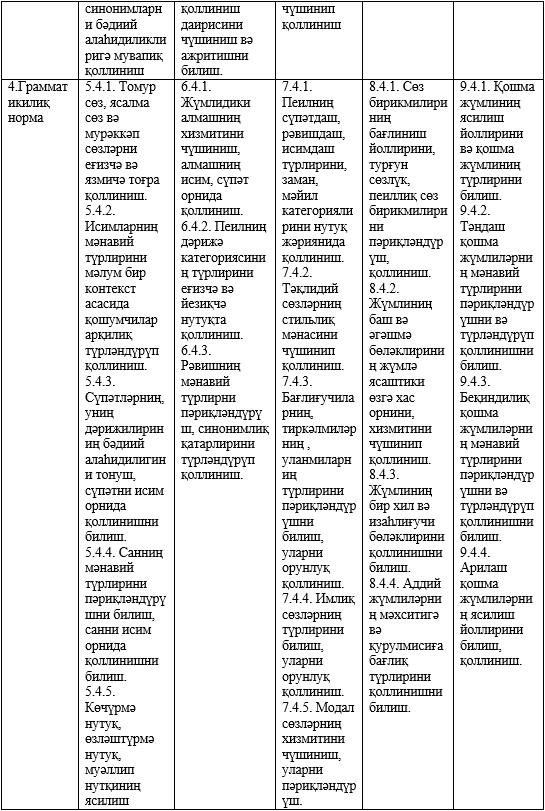 синонимларн
и бәдиий
алаһидиликли
ригә мувапиқ
қоллиниш
қоллиниш
даирисини
чүшиниш вә
ажритишни
билиш.
чүшинип
қоллиниш
4.Граммат
икилиқ
норма
5.4.1. Томур
сөз, ясалма
сөз вә
мурәккәп
сөзләрни
еғизчә вә
язмичә тоғра
қоллиниш.
5.4.2.
Исимларниң
мәнавий
түрлирини
мәлум бир
контекст
асасида
қошумчилар
арқилиқ
түрләндүрүп
қоллиниш.
5.4.3.
Сүпәтләрниң,
униң
дәрижилирин
иң бәдиий
алаһидилигин
и тонуш,
сүпәтни исим
орнида
қоллинишни
билиш.
5.4.4. Санниң
мәнавий
түрлирини
пәриқләндүрү
шни билиш,
санни исим
орнида
қоллинишни
билиш.
5.4.5.
Көчүрмә
нутуқ,
өзләштүрмә
нутуқ,
муәллип
нутқиниң
ясилиш
6.4.1.
Жүмлидики
алмашниң
хизмитини
чүшиниш,
алмашниң
исим, сүпәт
орнида
қоллиниш.
6.4.2. Пеилниң
дәрижә
категориясини
ң түрлирини
еғизчә вә
йезиқчә
нутуқта
қоллиниш.
6.4.3.
Рәвишниң
мәнавий
түрлирни
пәриқләндүрү
ш, синонимлиқ
қатарлирини
түрләндүрүп
қоллиниш.
7.4.1.
Пеилниң
сүпәтдаш,
рәвишдаш,
исимдаш
түрлирини,
заман,
мәйил
категорияли
рини нутуқ
жәриянида
қоллиниш.
7.4.2.
Тәқлидий
сөзләрниң
стильлиқ
мәнасини
чүшинип
қоллиниш.
7.4.3.
Бағлиғучила
рниң,
тиркәлмиләр
ниң ,
уланмиларн
иң
түрлирини
пәриқләндүр
үшни
билиш,
уларни
орунлуқ
қоллиниш.
7.4.4. Имлиқ
сөзләрниң
түрлирини
билиш,
уларни
орунлуқ
қоллиниш.
7.4.5. Модал
сөзләрниң
хизмитини
чүшиниш,
уларни
пәриқләндүр
үш.
8.4.1. Сөз
бирикмилири
ниң
бағлиниш
йоллирини,
турғун
сөзлүк,
пеиллиқ сөз
бирикмилири
ни
пәриқләндүр
үш,
қоллиниш.
8.4.2.
Жүмлиниң
баш вә
әгәшмә
бөләклирини
ң жүмлә
ясаштики
өзгә хас
орнини,
хизмитини
чүшинип
қоллиниш.
8.4.3.
Жүмлиниң
бир хил вә
изаһлиғучи
бөләклирини
қоллинишни
билиш.
8.4.4. Аддий
жүмлиләрни
ң мәхситигә
вә
қурулмисиға
бағлиқ
түрлирини
қоллинишни
билиш.
9.4.1. Қошма
жүмлиниң
ясилиш
йоллирини
вә қошма
жүмлиниң
түрлирини
билиш.
9.4.2.
Тәңдаш
қошма
жүмлиләрни
ң мәнавий
түрлирини
пәриқләндүр
үшни вә
түрләндүрүп
қоллинишни
билиш.
9.4.3.
Беқиндилиқ
қошма
жүмлиләрни
ң мәнавий
түрлирини
пәриқләндүр
үшни вә
түрләндүрүп
қоллинишни
билиш.
9.4.4.
Арилаш
қошма
жүмлиләрни
ң ясилиш
йоллирини
билиш,
қоллиниш.